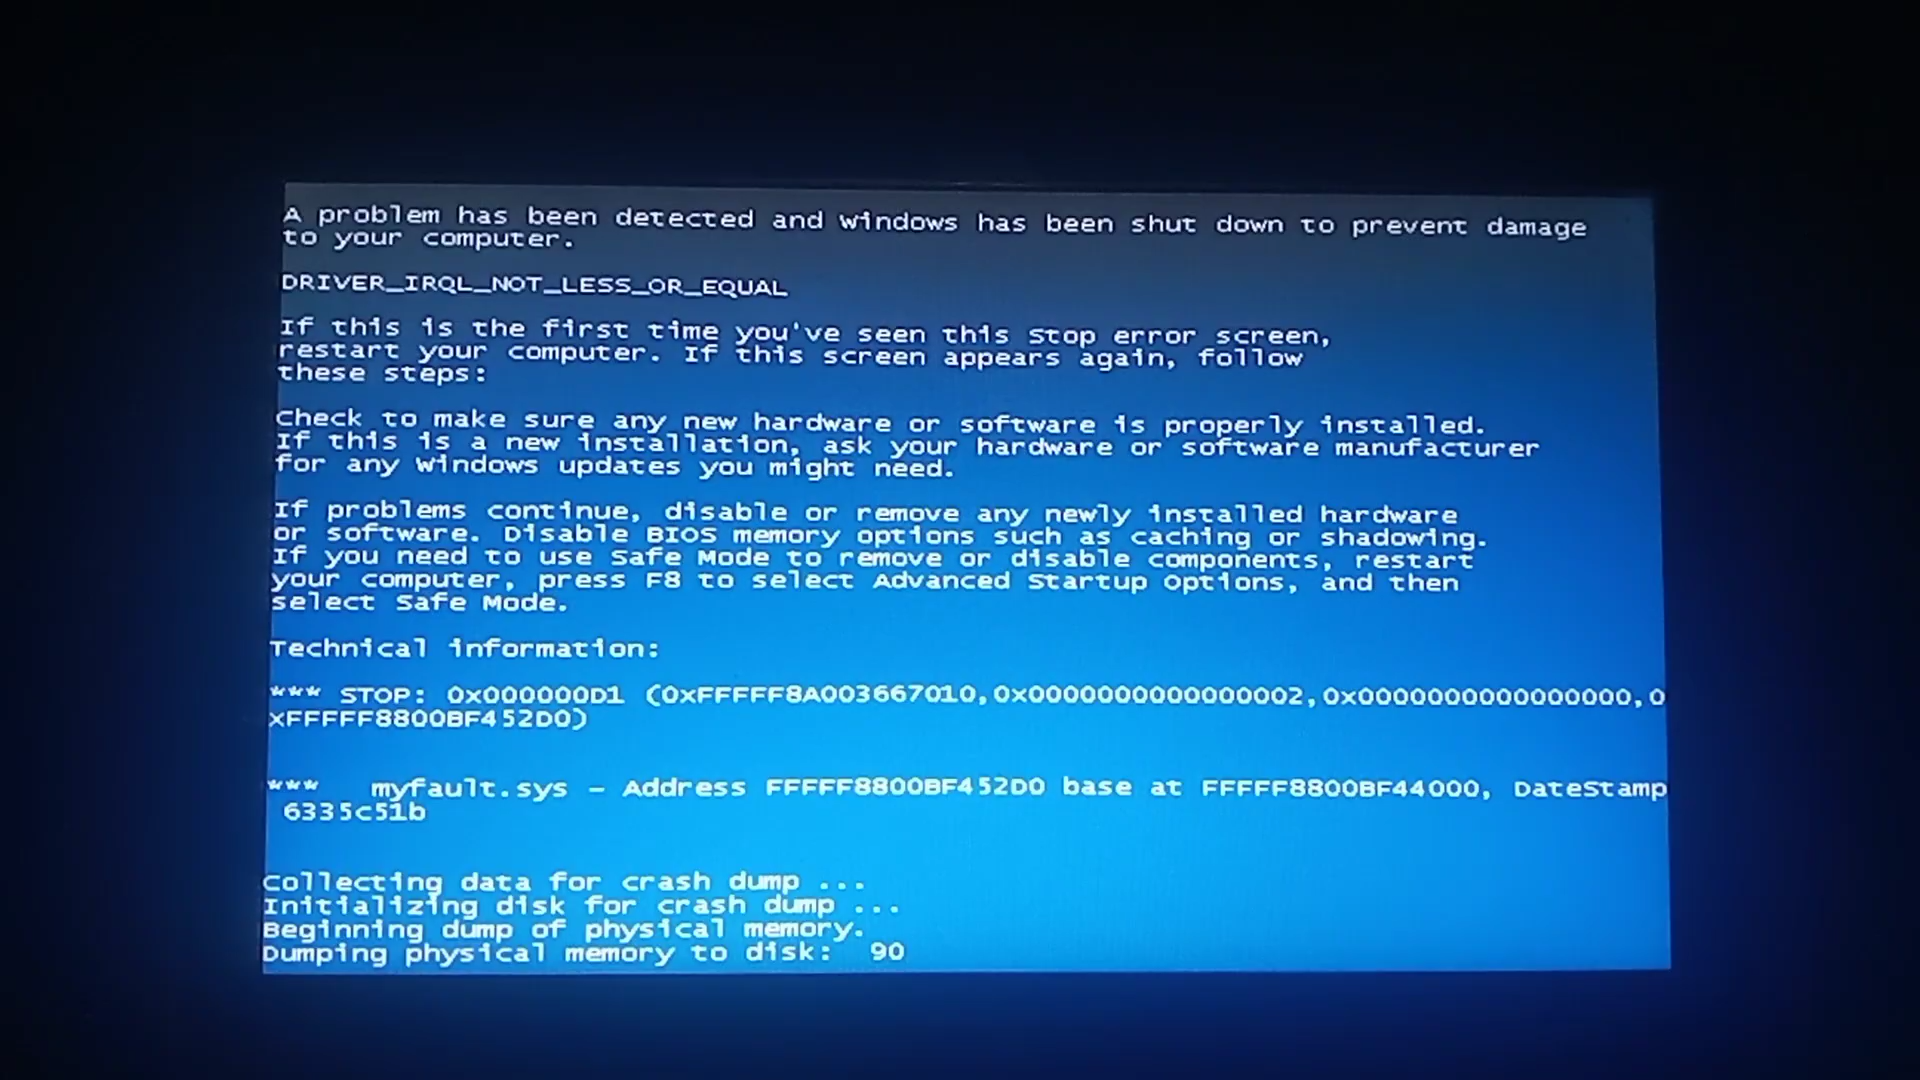 A problem has been detected and windows has been shut down to prevent damage
to your computer.
DRIVER_IRQL_NOT_LESS_OR_EQUAL
If this is the first time you've seen this Stop error screen,
restart your computer. If this screen appears again, follow
these steps:
Check to make sure any new hardware or software is properly installed.
If this is a new installation, ask your hardware or software manufacturer
for any Windows updates you might need.
If problems continue, disable or remove any newly installed hardware
or software. Disable BIOS memory options such as caching or shadowing.
If you need to use Safe Mode to remove or disable components, restart
your computer, press F8 to select Advanced Startup Options, and then
select Safe Mode.
Technical information:
*** STOP: 0x000000D1 (0xFFFFF8A003667010,0x0000000000000002,0x0000000000000000,0
xFFFFF8800BF452D0)
***   myfault.sys - Address FFFFF8800BF452D0 base at FFFFF8800BF44000, DateStamp
6335c51b
Collecting data for crash dump ...
Initializing disk for crash dump ...
Beginning dump of physical memory.
Dumping physical memory to disk:  90